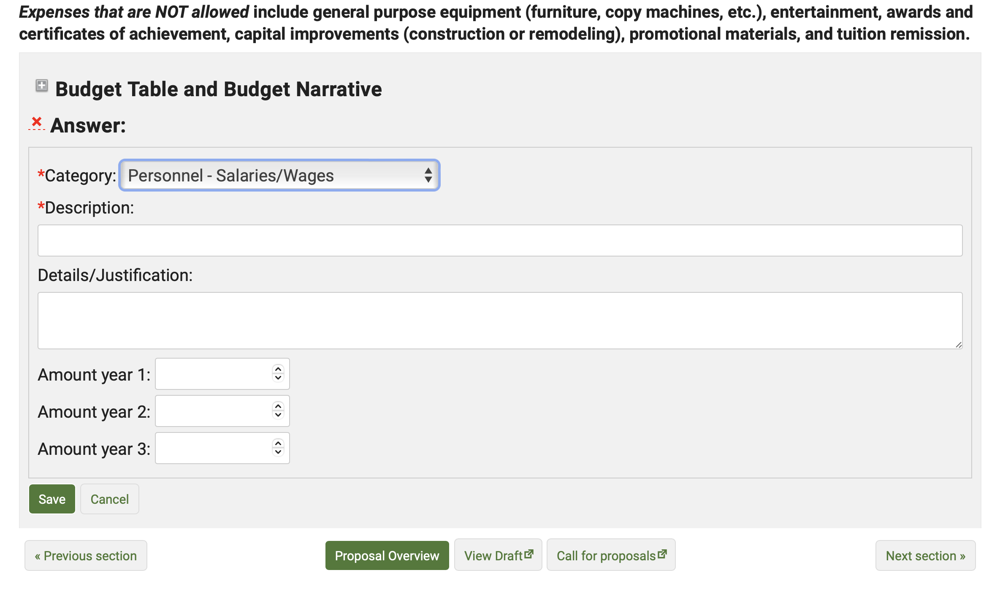 Expenses that are NOT allowed include general purpose equipment (furniture, copy machines, etc.), entertainment, awards and
certificates of achievement, capital improvements (construction or remodeling), promotional materials, and tuition remission.
Budget Table and Budget Narrative
Answer:
*Category: Personnel - Salaries/Wages
*Description:
Details/Justification:
Amount year 1:
Amount year 2:
Amount year 3:
Save Cancel
« Previous section Proposal Overview View Draft Call for proposals Next section »